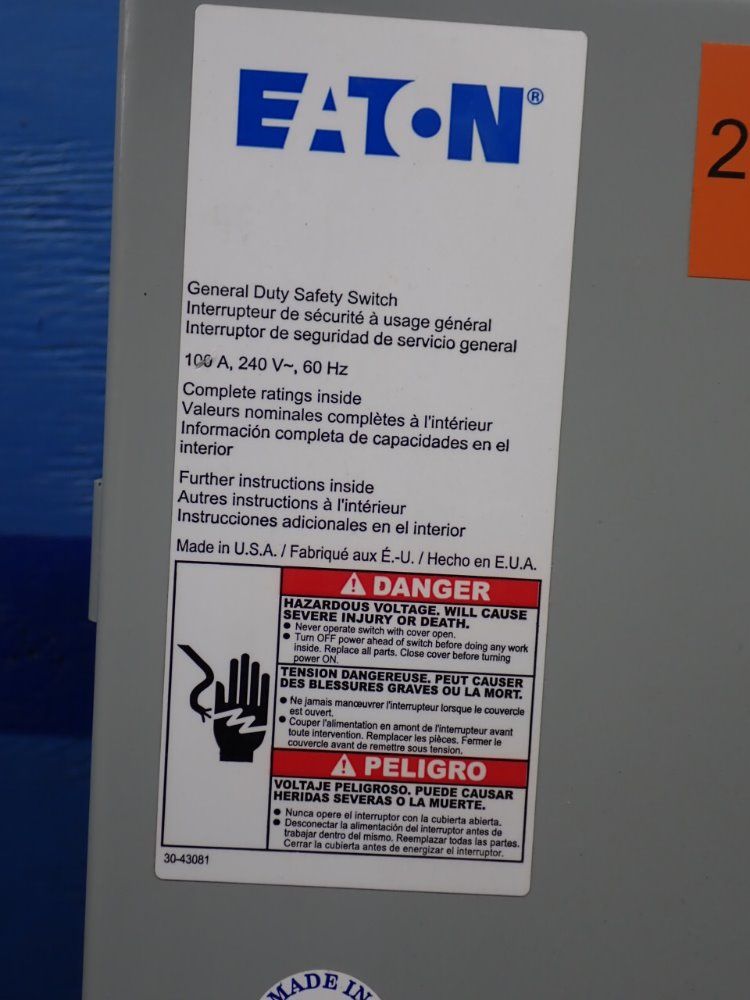 EATON®
2
General Duty Safety Switch
Interrupteur de sécurité à usage général
Interruptor de seguridad de servicio general
100 A, 240 V~, 60 Hz
Complete ratings inside
Valeurs nominales complètes à l'intérieur
Información completa de capacidades en el
interior
Further instructions inside
Autres instructions à l'intérieur
Instrucciones adicionales en el interior
Made in U.S.A. / Fabriqué aux É.-U. / Hecho en E.U.A.
DANGER
HAZARDOUS VOLTAGE. WILL CAUSE
SEVERE INJURY OR DEATH.
● Never operate switch with cover open.
● Turn OFF power ahead of switch before doing any work
inside. Replace all parts. Close cover before turning
power ON.
TENSION DANGEREUSE. PEUT CAUSER
DES BLESSURES GRAVES OU LA MORT.
● Ne jamais manœuvrer l'interrupteur lorsque le couvercle
est ouvert.
● Couper l'alimentation en amont de l'interrupteur avant
toute intervention. Remplacer les pièces. Fermer le
couvercle avant de remettre sous tension.
PELIGRO
VOLTAJE PELIGROSO. PUEDE CAUSAR
HERIDAS SEVERAS O LA MUERTE.
● Nunca opere el interruptor con la cubierta abierta.
● Desconectar la alimentación del interruptor antes de
trabajar dentro del mismo. Reemplazar todas las partes.
Cerrar la cubierta antes de energizar el interruptor.
30-43081
MADE IN